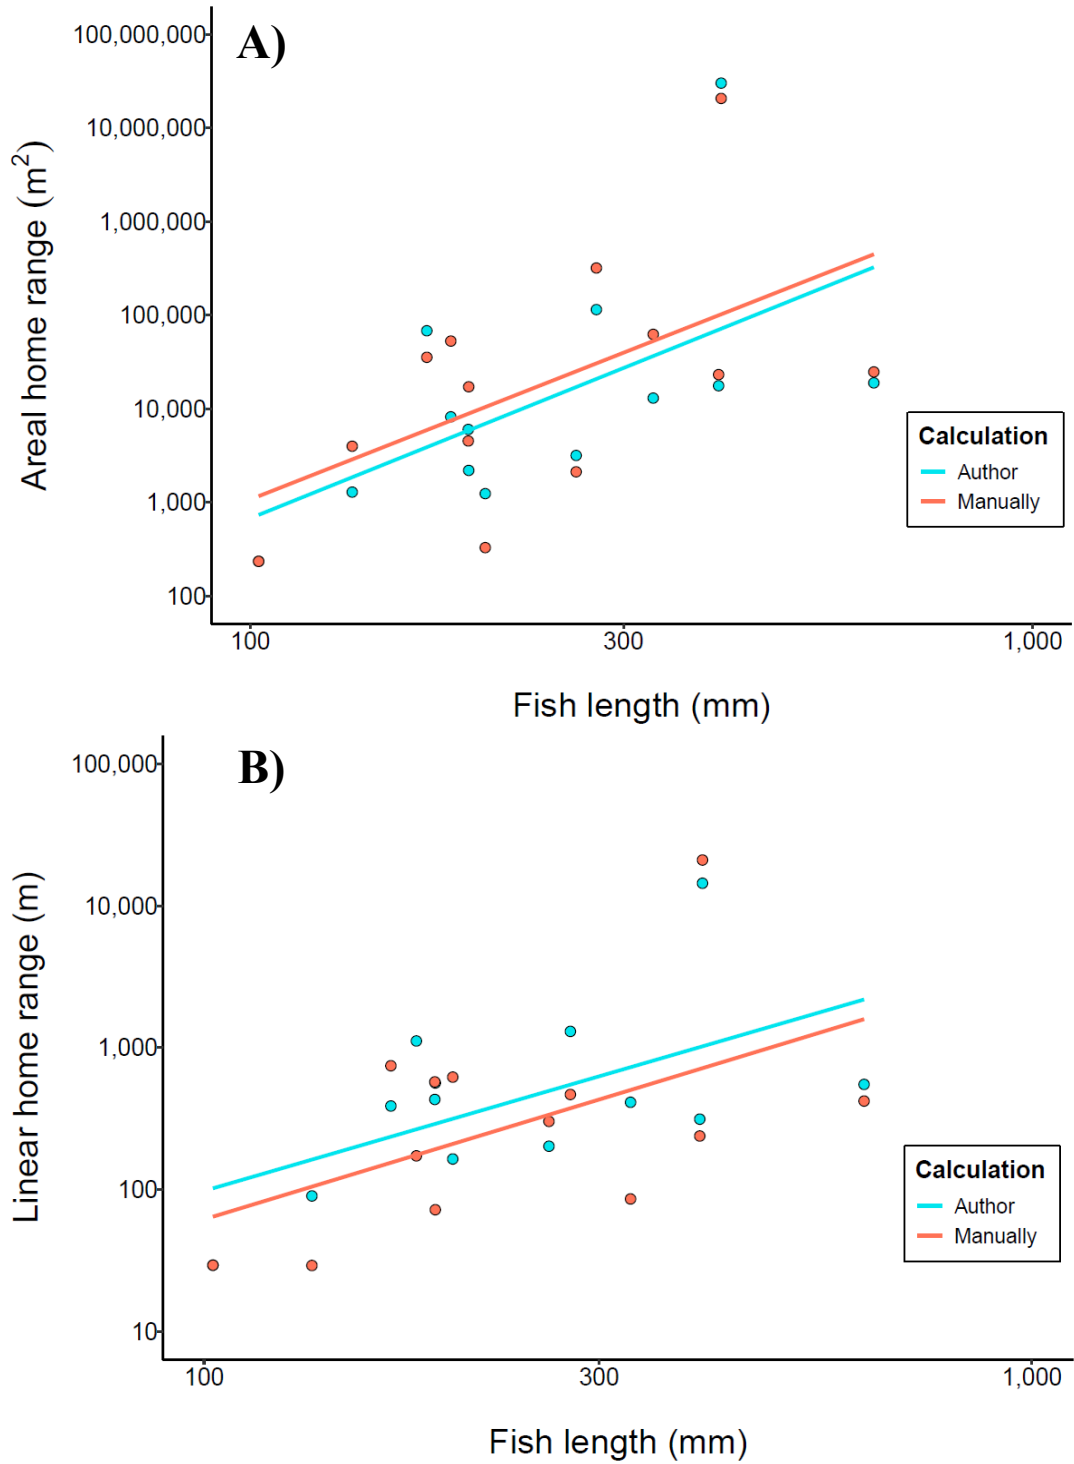 A)
100,000,000
10,000,000
1,000,000
100,000
10,000
1,000
100
Areal home range (m²)
Calculation
Author
Manually
100 300 1,000
Fish length (mm)
B)
100,000
10,000
1,000
100
10
Linear home range (m)
Calculation
Author
Manually
100 300 1,000
Fish length (mm)